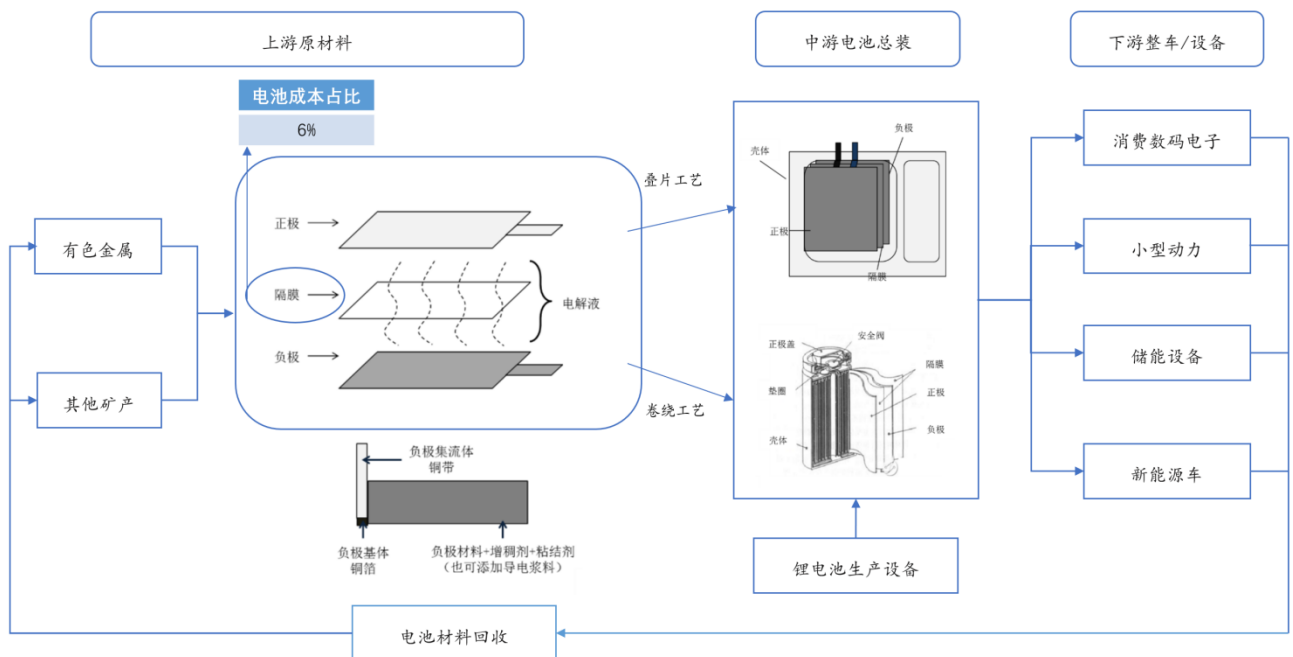 上游原材料
中游电池总装
下游整车/设备
电池成本占比
6%
有色金属
其他矿产
正极
隔膜
负极
电解液
叠片工艺
卷绕工艺
负极集流体
铜带
负极基体
铜箔
负极材料+增稠剂+粘结剂
（也可添加导电浆料）
负极
壳体
正极
隔膜
正极盖
安全阀
垫圈
隔膜
正极
壳体
负极
锂电池生产设备
消费数码电子
小型动力
储能设备
新能源车
电池材料回收